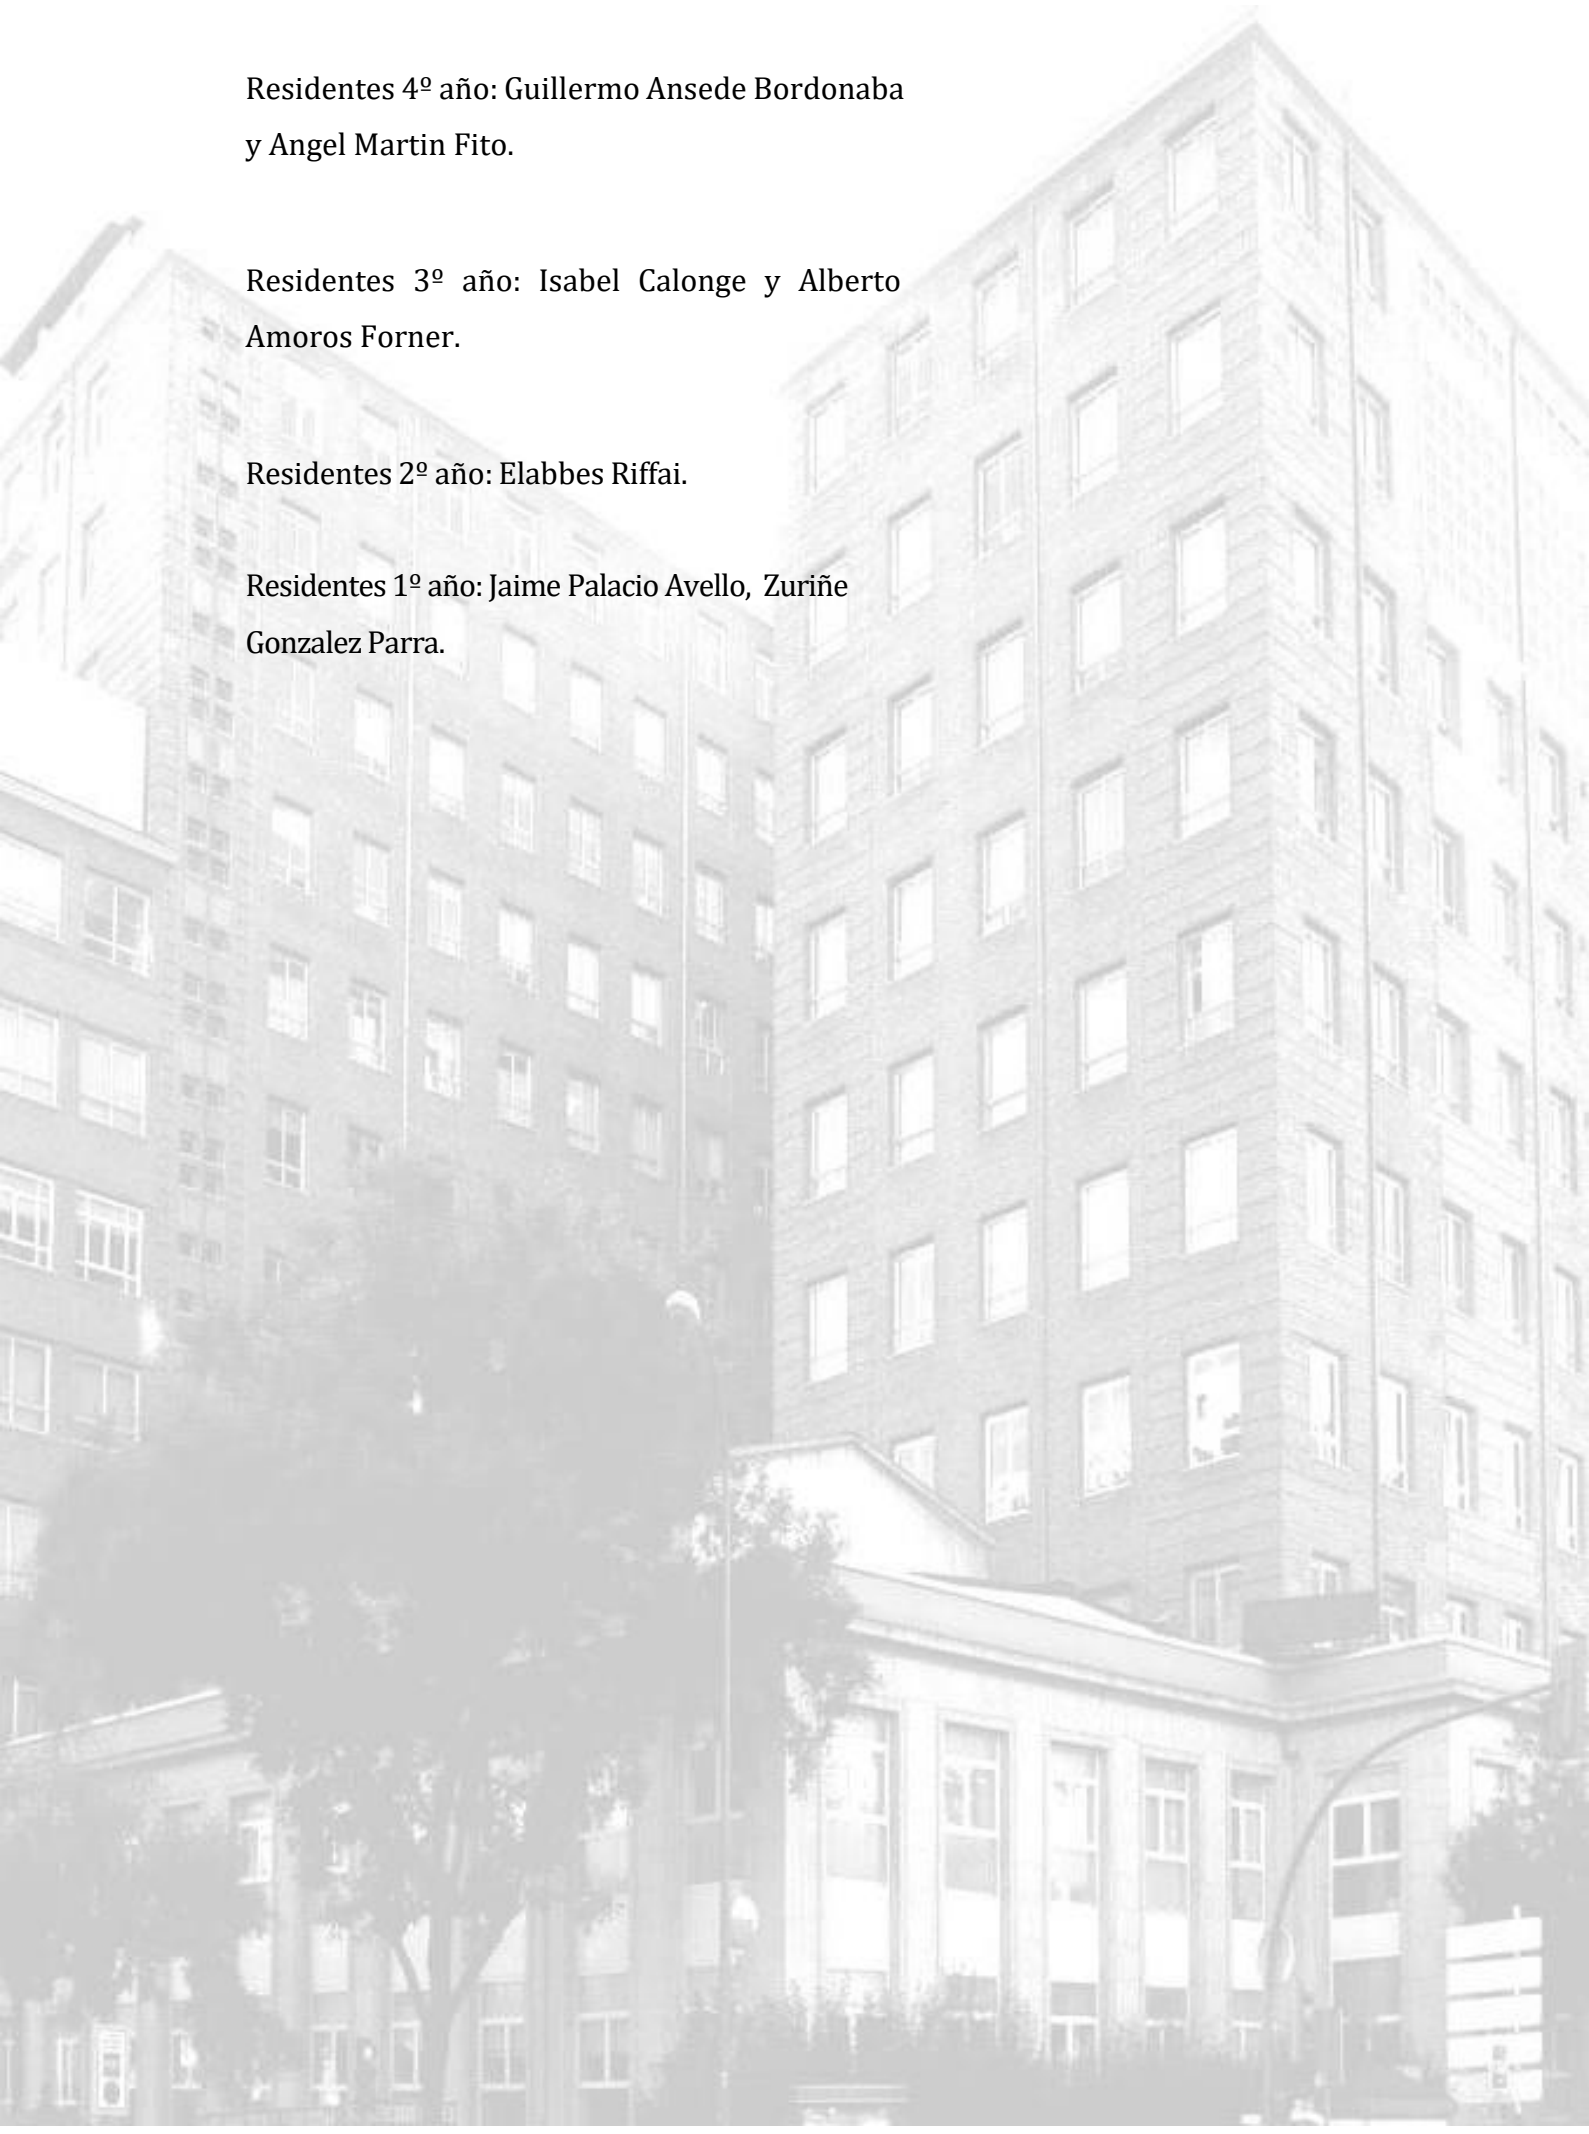 Residentes 4º año: Guillermo Ansede Bordonaba
y Angel Martin Fito.
Residentes 3º año: Isabel Calonge y Alberto
Amoros Forner.
Residentes 2º año: Elabbes Riffai.
Residentes 1º año: Jaime Palacio Avello, Zuriñe
Gonzalez Parra.